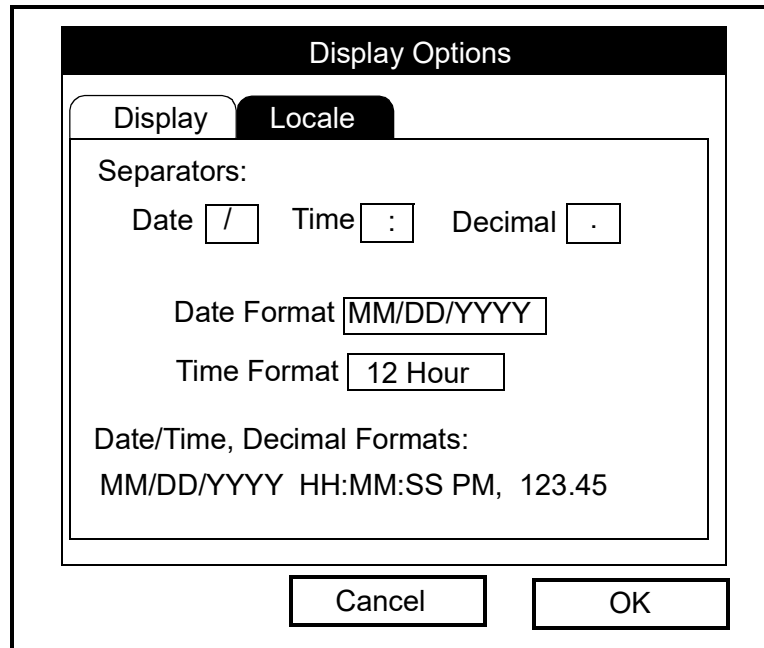 Display Options
Display Locale
Separators:
Date / Time : Decimal .
Date Format MM/DD/YYYY
Time Format 12 Hour
Date/Time, Decimal Formats:
MM/DD/YYYY HH:MM:SS PM, 123.45
Cancel OK